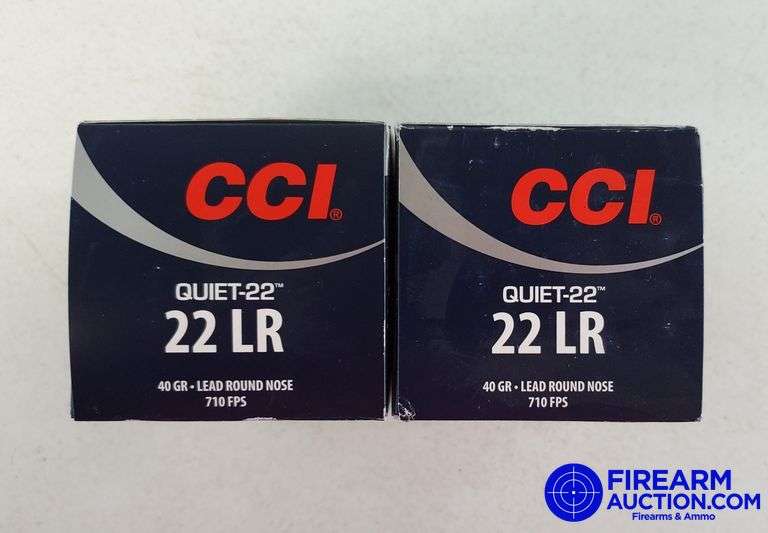 CCI®
QUIET-22™
22 LR
40 GR • LEAD ROUND NOSE
710 FPS
CCI®
QUIET-22™
22 LR
40 GR • LEAD ROUND NOSE
710 FPS
FIREARM
AUCTION.COM
Firearms & Ammo